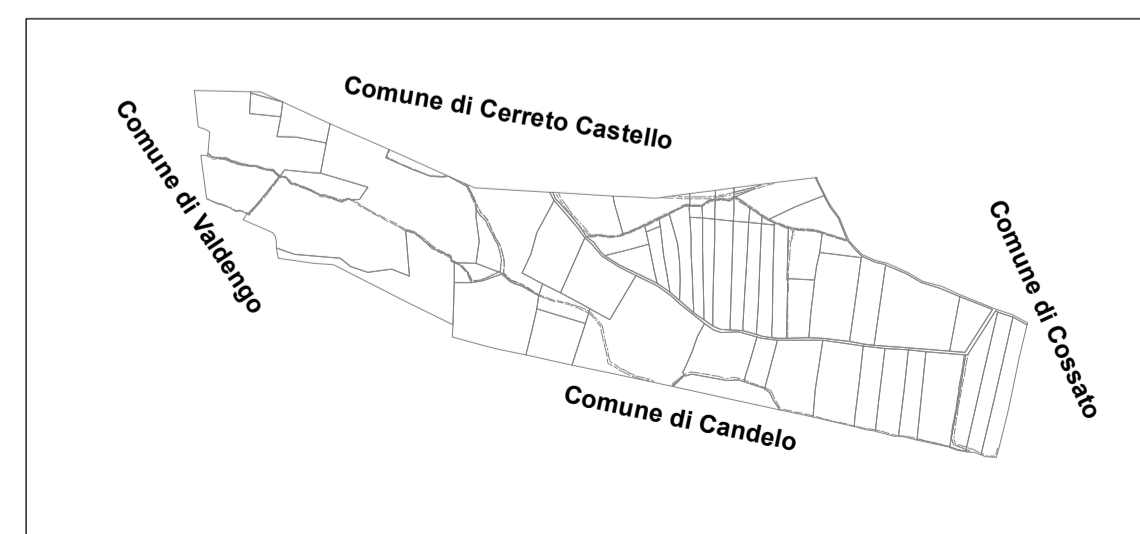 Comune di Cerreto Castello
Comune di Valdengo
Comune di Cossato
Comune di Candelo